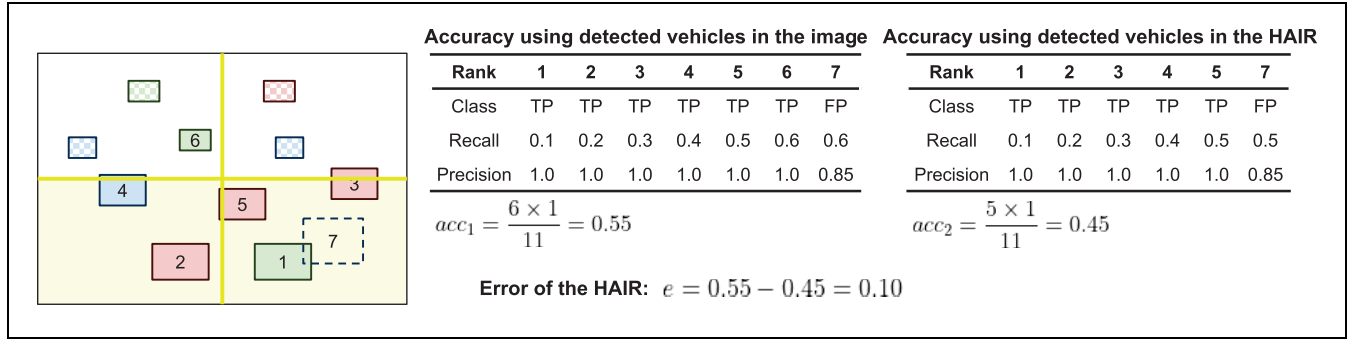 6
4
3
5
7
2
1
Accuracy using detected vehicles in the image
Rank 1 2 3 4 5 6 7
Class TP TP TP TP TP TP FP
Recall 0.1 0.2 0.3 0.4 0.5 0.6 0.6
Precision 1.0 1.0 1.0 1.0 1.0 1.0 0.85
acc₁ = 6 × 1 / 11 = 0.55
Accuracy using detected vehicles in the HAIR
Rank 1 2 3 4 5 7
Class TP TP TP TP TP FP
Recall 0.1 0.2 0.3 0.4 0.5 0.5
Precision 1.0 1.0 1.0 1.0 1.0 0.85
acc₂ = 5 × 1 / 11 = 0.45
Error of the HAIR: e = 0.55 − 0.45 = 0.10